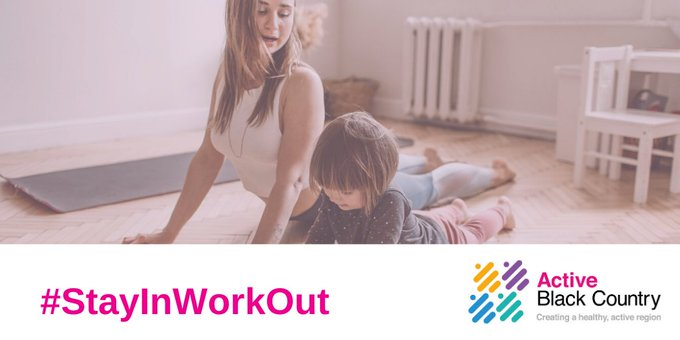 #StayInWorkOut
Active
Black Country
Creating a healthy, active region